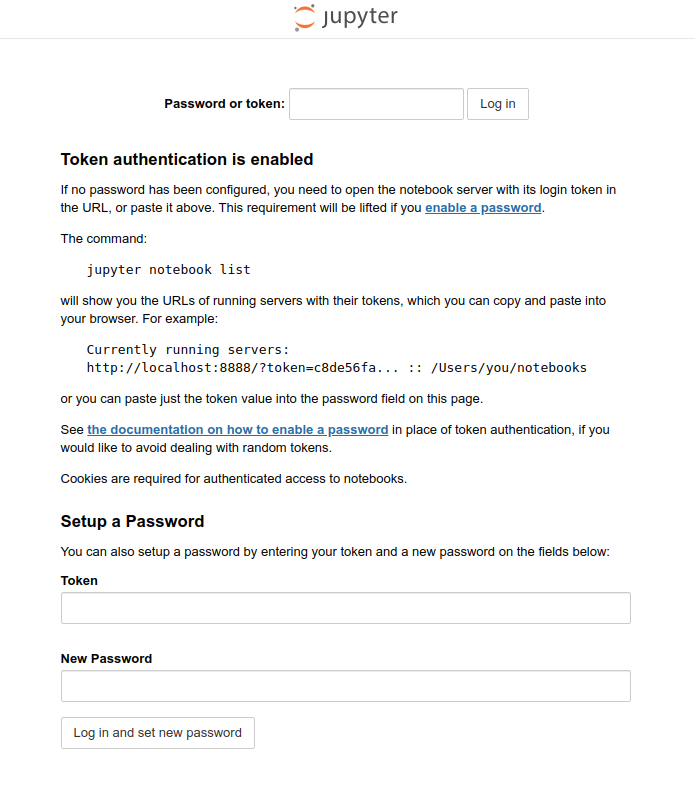 jupyter
Password or token: Log in
Token authentication is enabled
If no password has been configured, you need to open the notebook server with its login token in
the URL, or paste it above. This requirement will be lifted if you enable a password.
The command:
jupyter notebook list
will show you the URLs of running servers with their tokens, which you can copy and paste into
your browser. For example:
Currently running servers:
http://localhost:8888/?token=c8de56fa... :: /Users/you/notebooks
or you can paste just the token value into the password field on this page.
See the documentation on how to enable a password in place of token authentication, if you
would like to avoid dealing with random tokens.
Cookies are required for authenticated access to notebooks.
Setup a Password
You can also setup a password by entering your token and a new password on the fields below:
Token
New Password
Log in and set new password